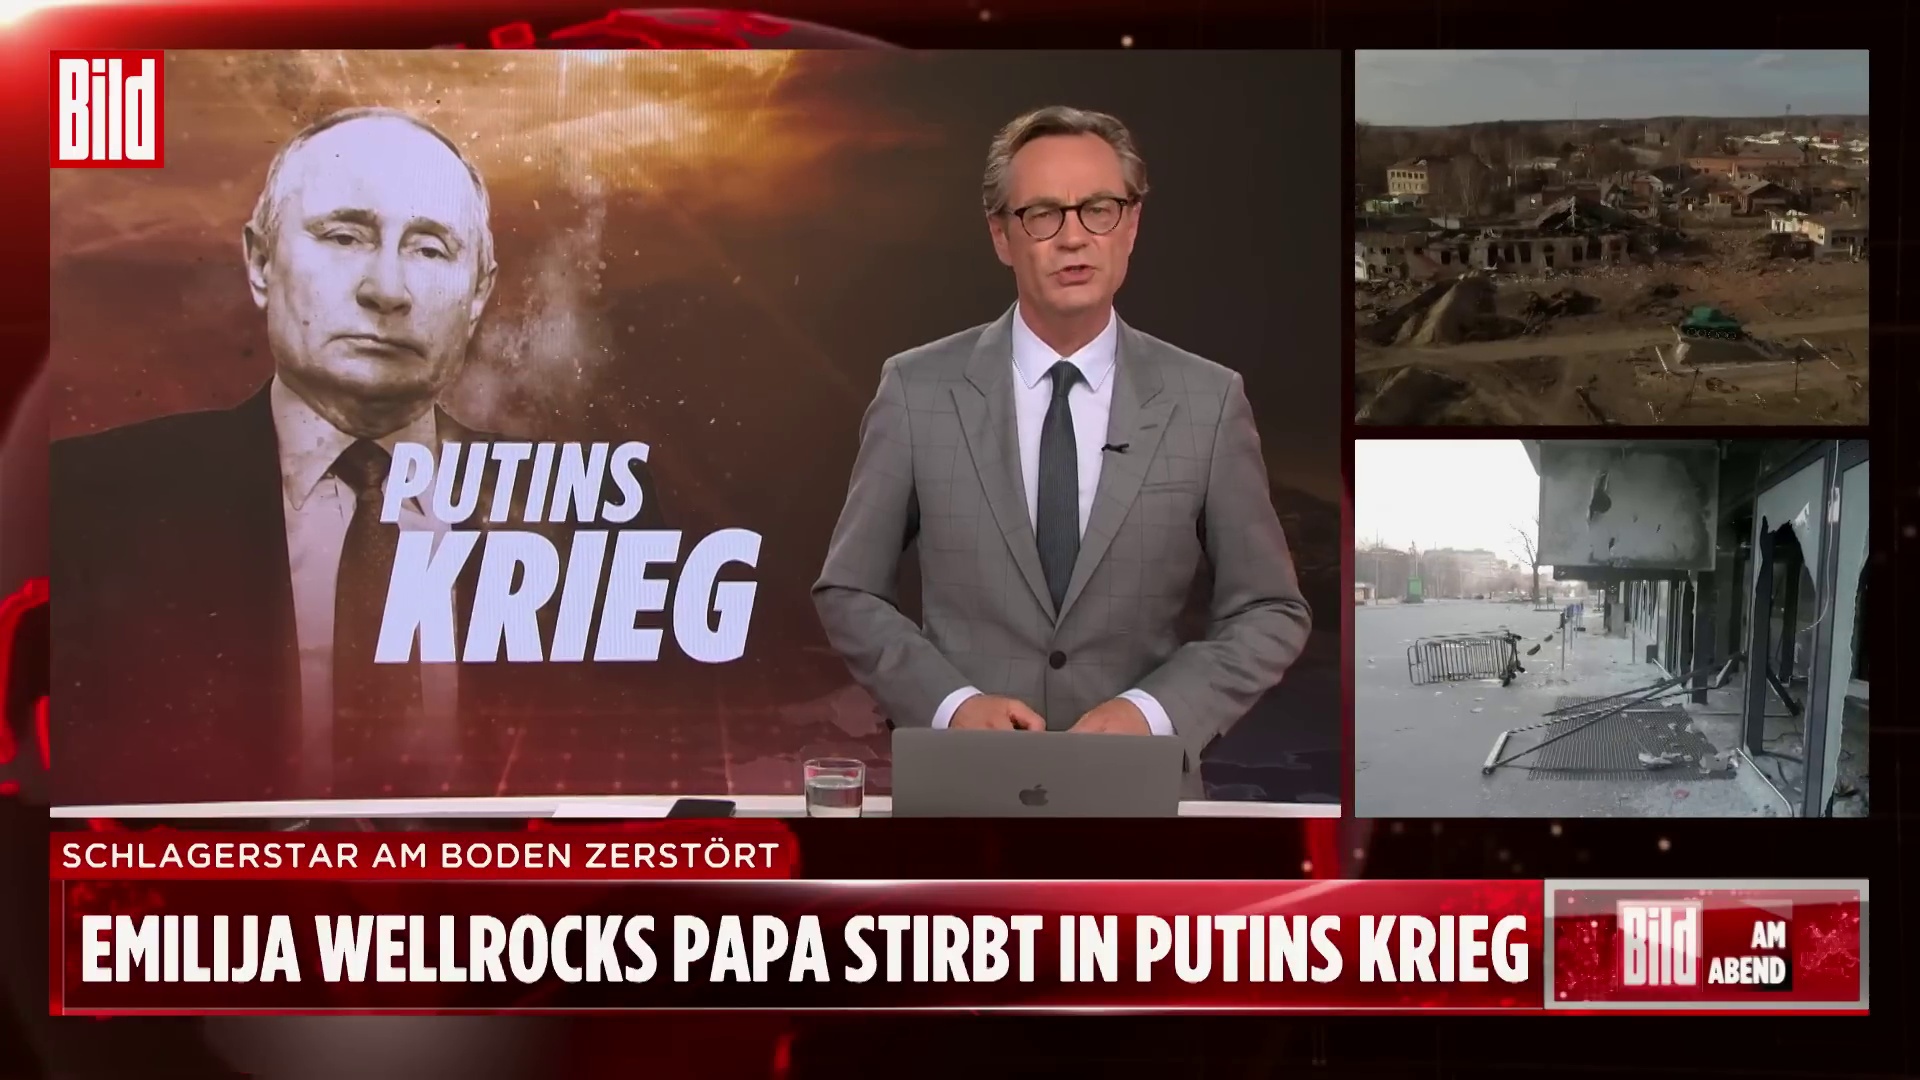 Bild
PUTINS
KRIEG
SCHLAGERSTAR AM BODEN ZERSTÖRT
EMILIJA WELLROCKS PAPA STIRBT IN PUTINS KRIEG
Bild AM
ABEND